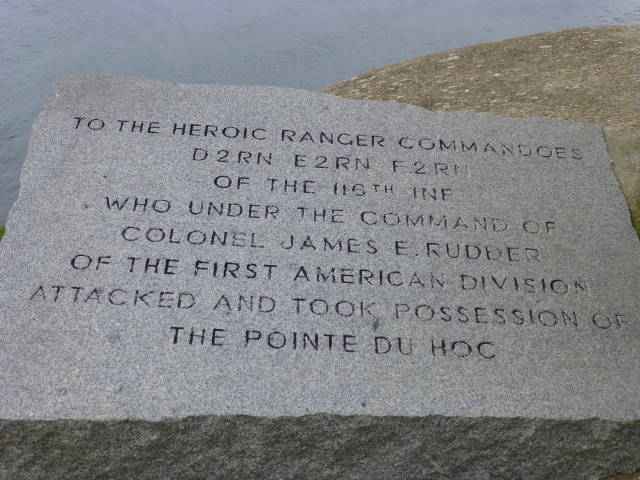 TO THE HEROIC RANGER COMMANDOES
D2RN E2RN F2RN
OF THE 116TH INF
WHO UNDER THE COMMAND OF
COLONEL JAMES E. RUDDER
OF THE FIRST AMERICAN DIVISION
ATTACKED AND TOOK POSSESSION OF
THE POINTE DU HOC